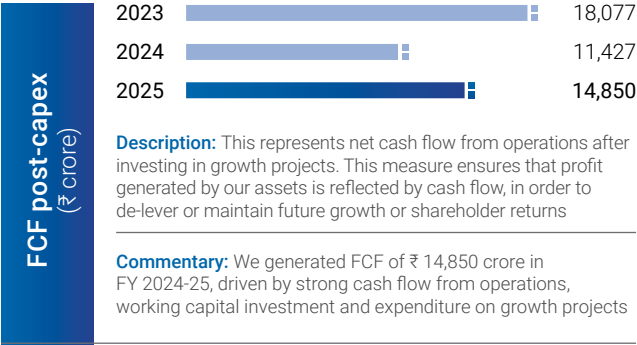 FCF post-capex
(₹ crore)
2023 18,077
2024 11,427
2025 14,850
Description: This represents net cash flow from operations after
investing in growth projects. This measure ensures that profit
generated by our assets is reflected by cash flow, in order to
de-lever or maintain future growth or shareholder returns
Commentary: We generated FCF of ₹ 14,850 crore in
FY 2024-25, driven by strong cash flow from operations,
working capital investment and expenditure on growth projects